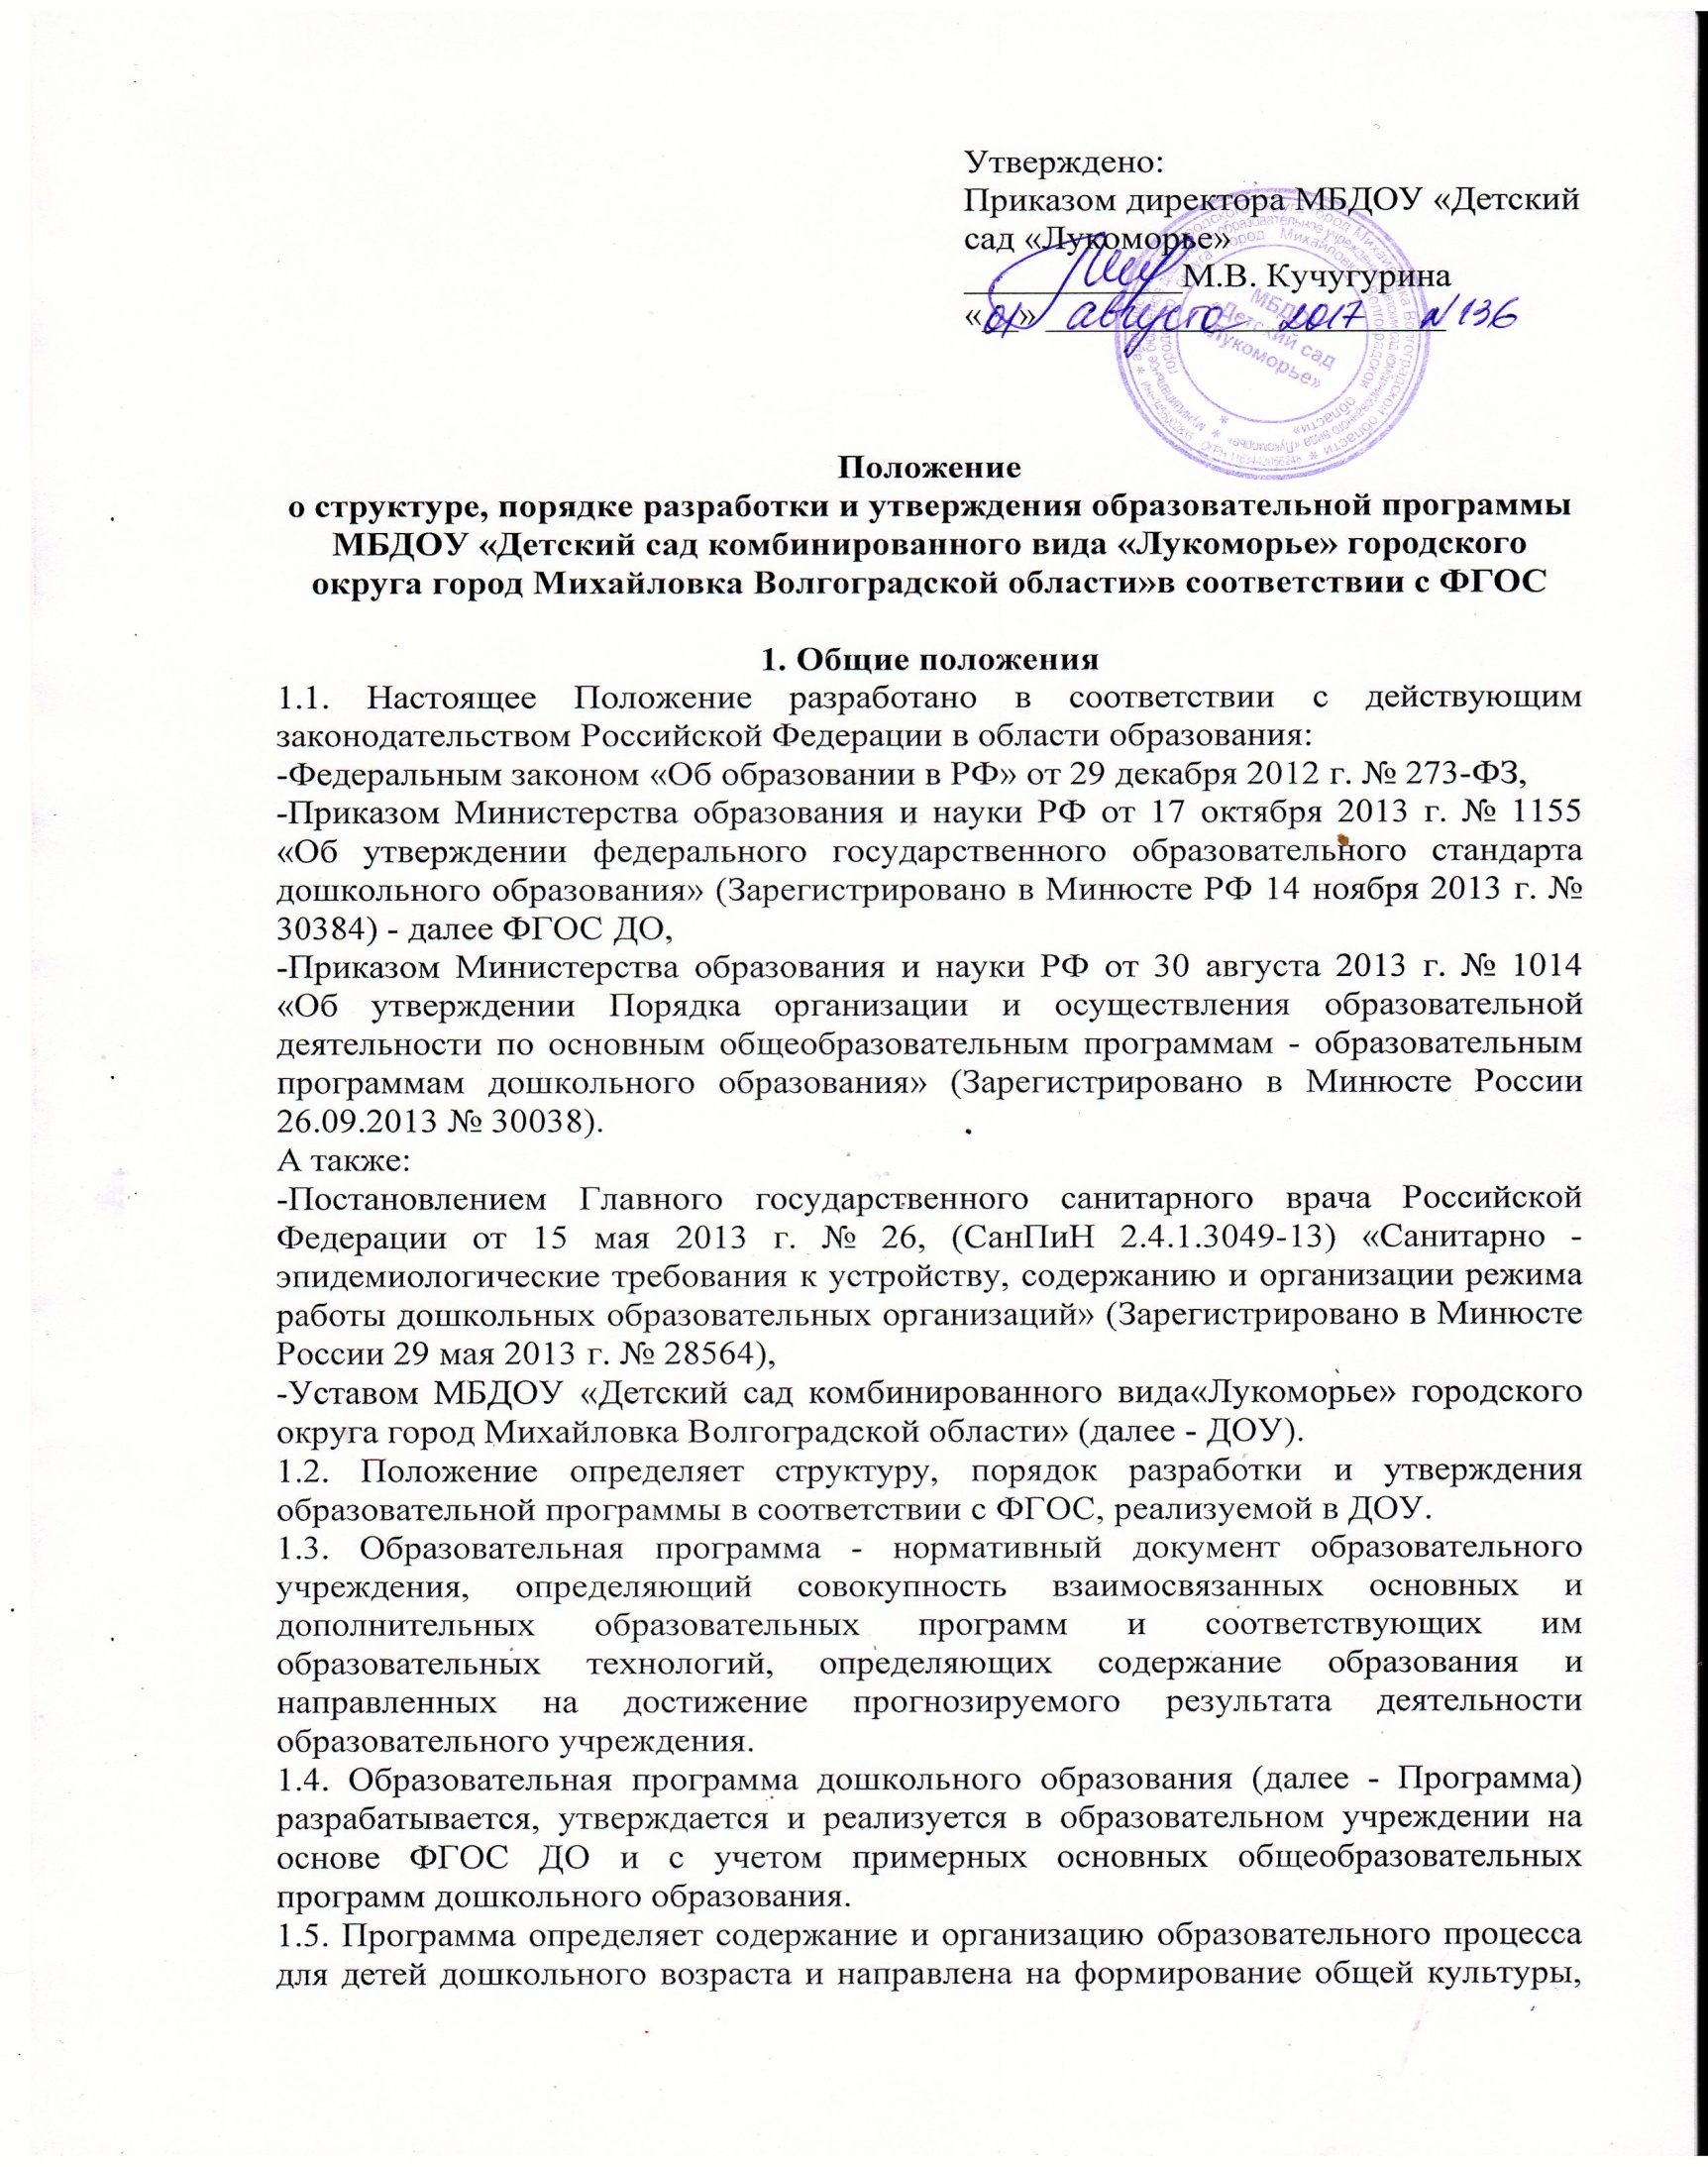 Утверждено:
Приказом директора МБДОУ «Детский
сад «Лукоморье»
М.В. Кучугурина
«01» августа 2017 №136
МБДОУ
«Детский сад
«Лукоморье»
Положение
о структуре, порядке разработки и утверждения образовательной программы
МБДОУ «Детский сад комбинированного вида «Лукоморье» городского
округа город Михайловка Волгоградской области»в соответствии с ФГОС
1. Общие положения
1.1. Настоящее Положение разработано в соответствии с действующим
законодательством Российской Федерации в области образования:
-Федеральным законом «Об образовании в РФ» от 29 декабря 2012 г. № 273-ФЗ,
-Приказом Министерства образования и науки РФ от 17 октября 2013 г. № 1155
«Об утверждении федерального государственного образовательного стандарта
дошкольного образования» (Зарегистрировано в Минюсте РФ 14 ноября 2013 г. №
30384) - далее ФГОС ДО,
-Приказом Министерства образования и науки РФ от 30 августа 2013 г. № 1014
«Об утверждении Порядка организации и осуществления образовательной
деятельности по основным общеобразовательным программам - образовательным
программам дошкольного образования» (Зарегистрировано в Минюсте России
26.09.2013 № 30038).
А также:
-Постановлением Главного государственного санитарного врача Российской
Федерации от 15 мая 2013 г. № 26, (СанПиН 2.4.1.3049-13) «Санитарно -
эпидемиологические требования к устройству, содержанию и организации режима
работы дошкольных образовательных организаций» (Зарегистрировано в Минюсте
России 29 мая 2013 г. № 28564),
-Уставом МБДОУ «Детский сад комбинированного вида«Лукоморье» городского
округа город Михайловка Волгоградской области» (далее - ДОУ).
1.2. Положение определяет структуру, порядок разработки и утверждения
образовательной программы в соответствии с ФГОС, реализуемой в ДОУ.
1.3. Образовательная программа - нормативный документ образовательного
учреждения, определяющий совокупность взаимосвязанных основных и
дополнительных образовательных программ и соответствующих им
образовательных технологий, определяющих содержание образования и
направленных на достижение прогнозируемого результата деятельности
образовательного учреждения.
1.4. Образовательная программа дошкольного образования (далее - Программа)
разрабатывается, утверждается и реализуется в образовательном учреждении на
основе ФГОС ДО и с учетом примерных основных общеобразовательных
программ дошкольного образования.
1.5. Программа определяет содержание и организацию образовательного процесса
для детей дошкольного возраста и направлена на формирование общей культуры,